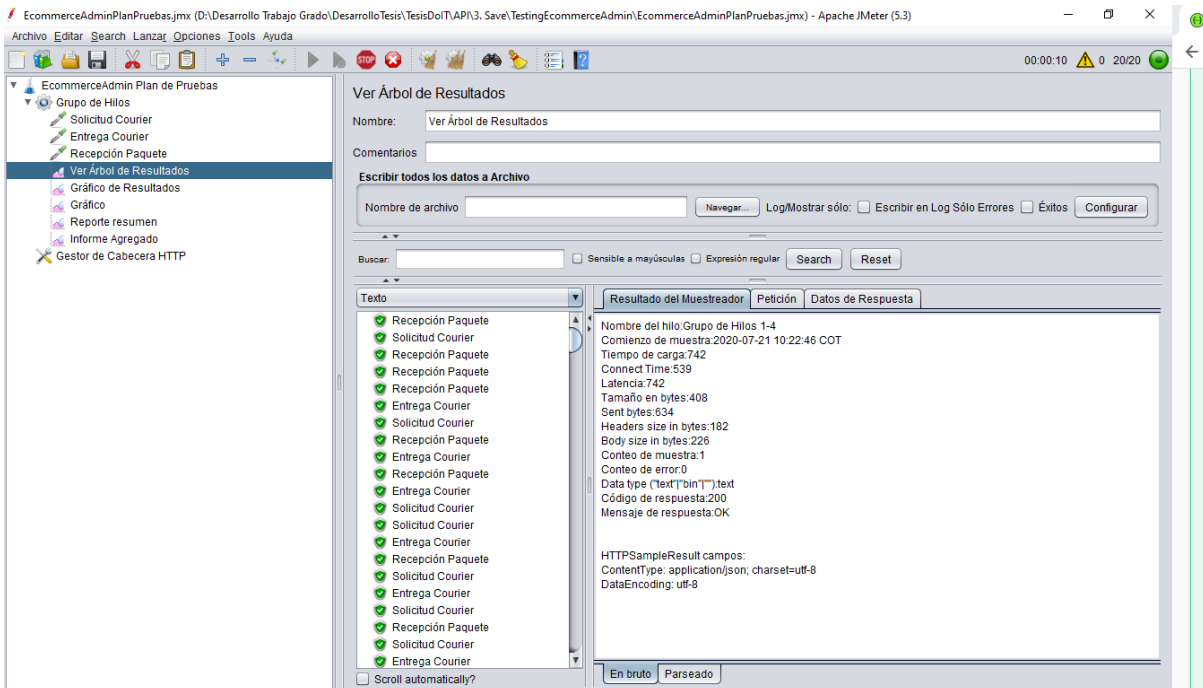 EcommerceAdminPlanPruebas.jmx (D:\Desarrollo Trabajo Grado\DesarrolloTesis\TesisDoIT\API\3. Save\TestingEcommerceAdmin\EcommerceAdminPlanPruebas.jmx) - Apache JMeter (5.3)
Archivo Editar Search Lanzar Opciones Tools Ayuda
STOP
00:00:10 0 20/20
EcommerceAdmin Plan de Pruebas
Grupo de Hilos
Solicitud Courier
Entrega Courier
Recepción Paquete
Ver Árbol de Resultados
Gráfico de Resultados
Gráfico
Reporte resumen
Informe Agregado
Gestor de Cabecera HTTP
Ver Árbol de Resultados
Nombre: Ver Árbol de Resultados
Comentarios
Escribir todos los datos a Archivo
Nombre de archivo Navegar... Log/Mostrar sólo: Escribir en Log Sólo Errores Éxitos Configurar
Buscar: Sensible a mayúsculas Expresión regular Search Reset
Texto
Recepción Paquete
Solicitud Courier
Recepción Paquete
Recepción Paquete
Recepción Paquete
Entrega Courier
Solicitud Courier
Recepción Paquete
Entrega Courier
Recepción Paquete
Entrega Courier
Solicitud Courier
Solicitud Courier
Entrega Courier
Recepción Paquete
Solicitud Courier
Entrega Courier
Solicitud Courier
Recepción Paquete
Solicitud Courier
Entrega Courier
Scroll automatically?
Resultado del Muestreador Petición Datos de Respuesta
Nombre del hilo:Grupo de Hilos 1-4
Comienzo de muestra:2020-07-21 10:22:46 COT
Tiempo de carga:742
Connect Time:539
Latencia:742
Tamaño en bytes:408
Sent bytes:634
Headers size in bytes:182
Body size in bytes:226
Conteo de muestra:1
Conteo de error:0
Data type ("text"|"bin"|""):text
Código de respuesta:200
Mensaje de respuesta:OK
HTTPSampleResult campos:
ContentType: application/json; charset=utf-8
DataEncoding: utf-8
En bruto Parseado